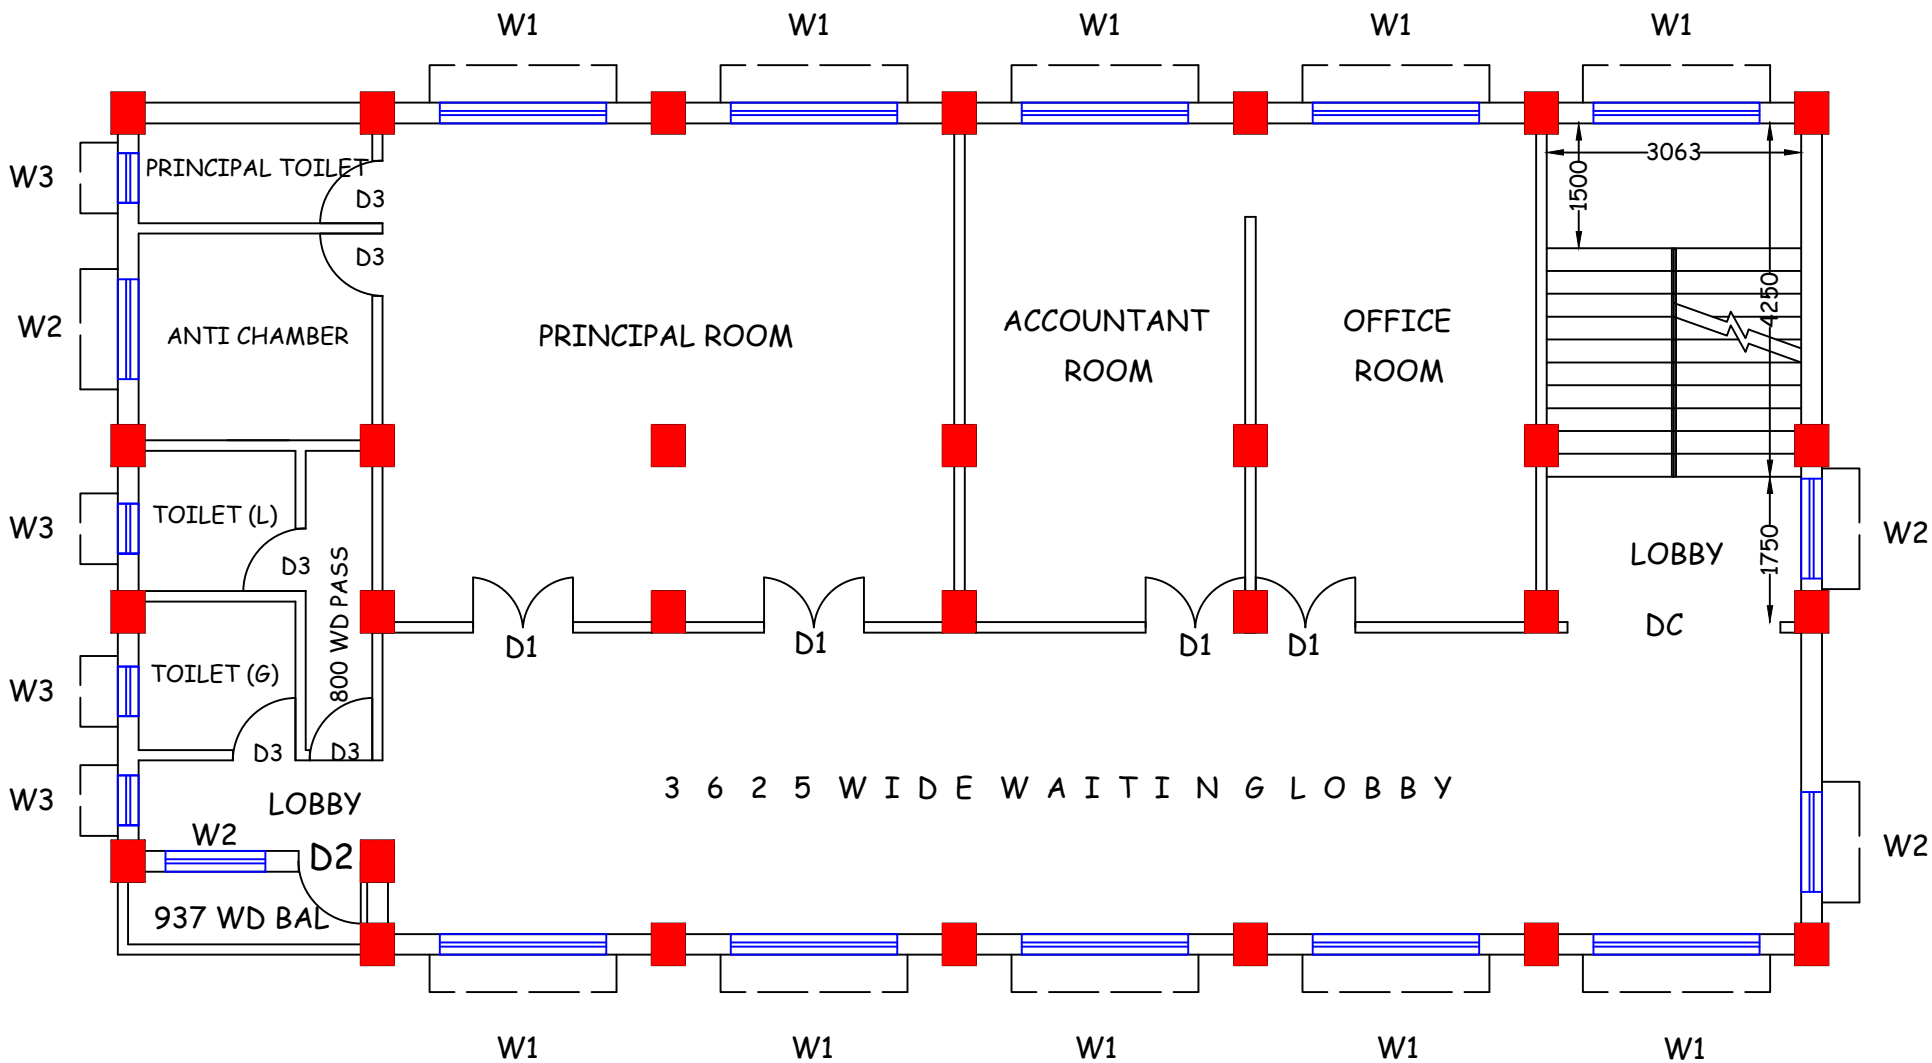 W1
W1
W1
W1
W1
W3
PRINCIPAL TOILET
D3
3063
1500
D3
4250
W2
ANTI CHAMBER
PRINCIPAL ROOM
ACCOUNTANT
ROOM
OFFICE
ROOM
W3
TOILET (L)
D3
800 WD PASS
LOBBY
1750
W2
DC
D1
D1
D1
D1
W3
TOILET (G)
D3
D3
W3
LOBBY
3 6 2 5 W I D E W A I T I N G L O B B Y
W2
D2
W2
937 WD BAL
W1
W1
W1
W1
W1